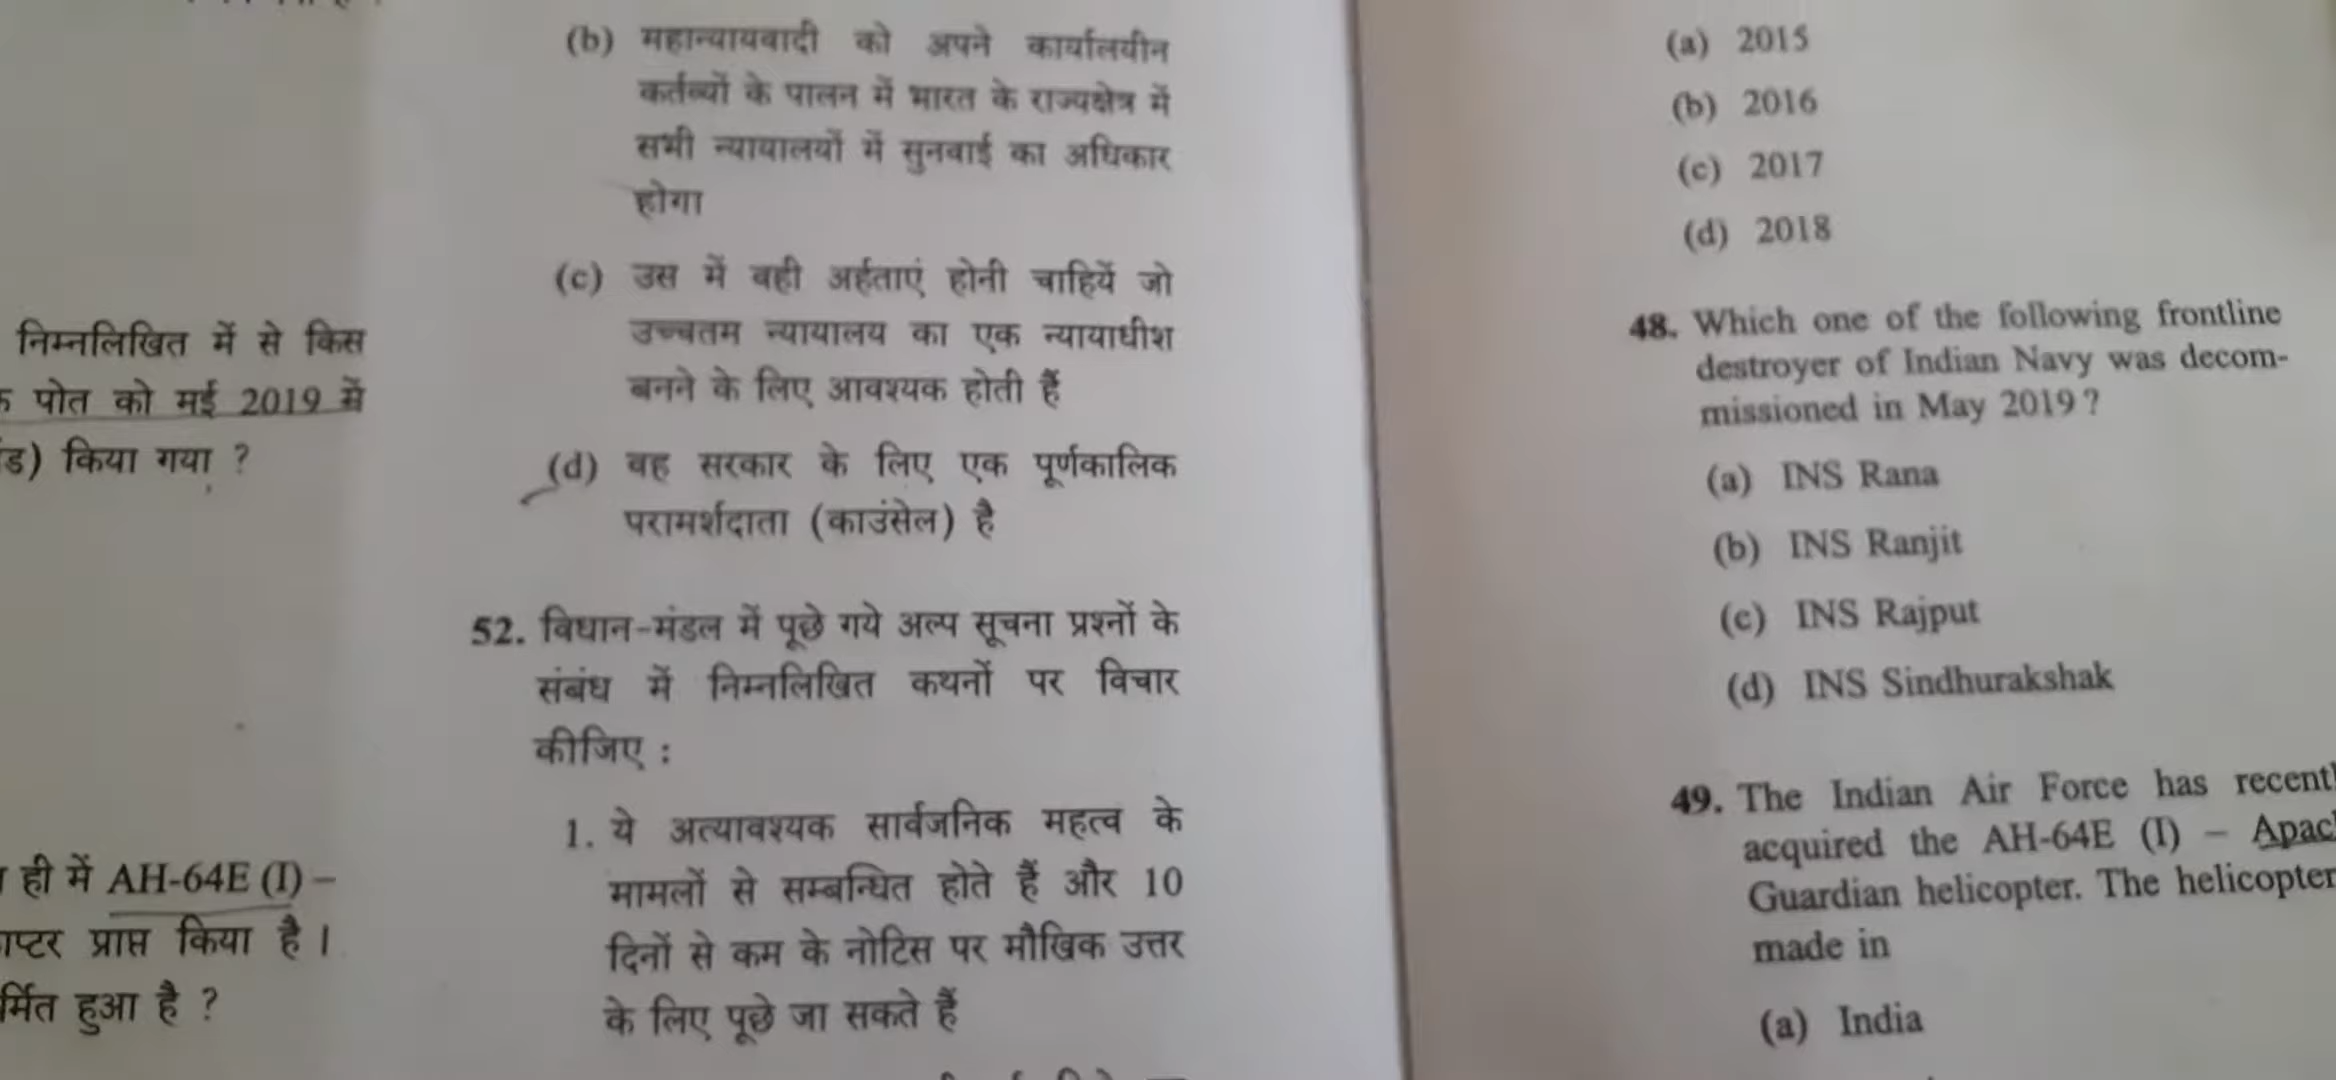 निम्नलिखित में से किस
पोत को मई 2019 में
किया गया ?
ही में AH-64E (I) –
प्राप्त किया है ।
हुआ है ?
(b) महान्यायवादी को अपने कार्यालयीन
कर्तव्यों के पालन में भारत के राज्यक्षेत्र में
सभी न्यायालयों में सुनवाई का अधिकार
होगा
(c) उस में वही अर्हताएं होनी चाहियें जो
उच्चतम न्यायालय का एक न्यायाधीश
बनने के लिए आवश्यक होती हैं
(d) वह सरकार के लिए एक पूर्णकालिक
परामर्शदाता (काउंसेल) है
52. विधान-मंडल में पूछे गये अल्प सूचना प्रश्नों के
संबंध में निम्नलिखित कथनों पर विचार
कीजिए :
1. ये अत्यावश्यक सार्वजनिक महत्व के
मामलों से सम्बन्धित होते हैं और 10
दिनों से कम के नोटिस पर मौखिक उत्तर
के लिए पूछे जा सकते हैं
(a) 2015
(b) 2016
(c) 2017
(d) 2018
48. Which one of the following frontline
destroyer of Indian Navy was decom-
missioned in May 2019 ?
(a) INS Rana
(b) INS Ranjit
(c) INS Rajput
(d) INS Sindhurakshak
49. The Indian Air Force has recentl
acquired the AH-64E (I) – Apac
Guardian helicopter. The helicopter
made in
(a) India